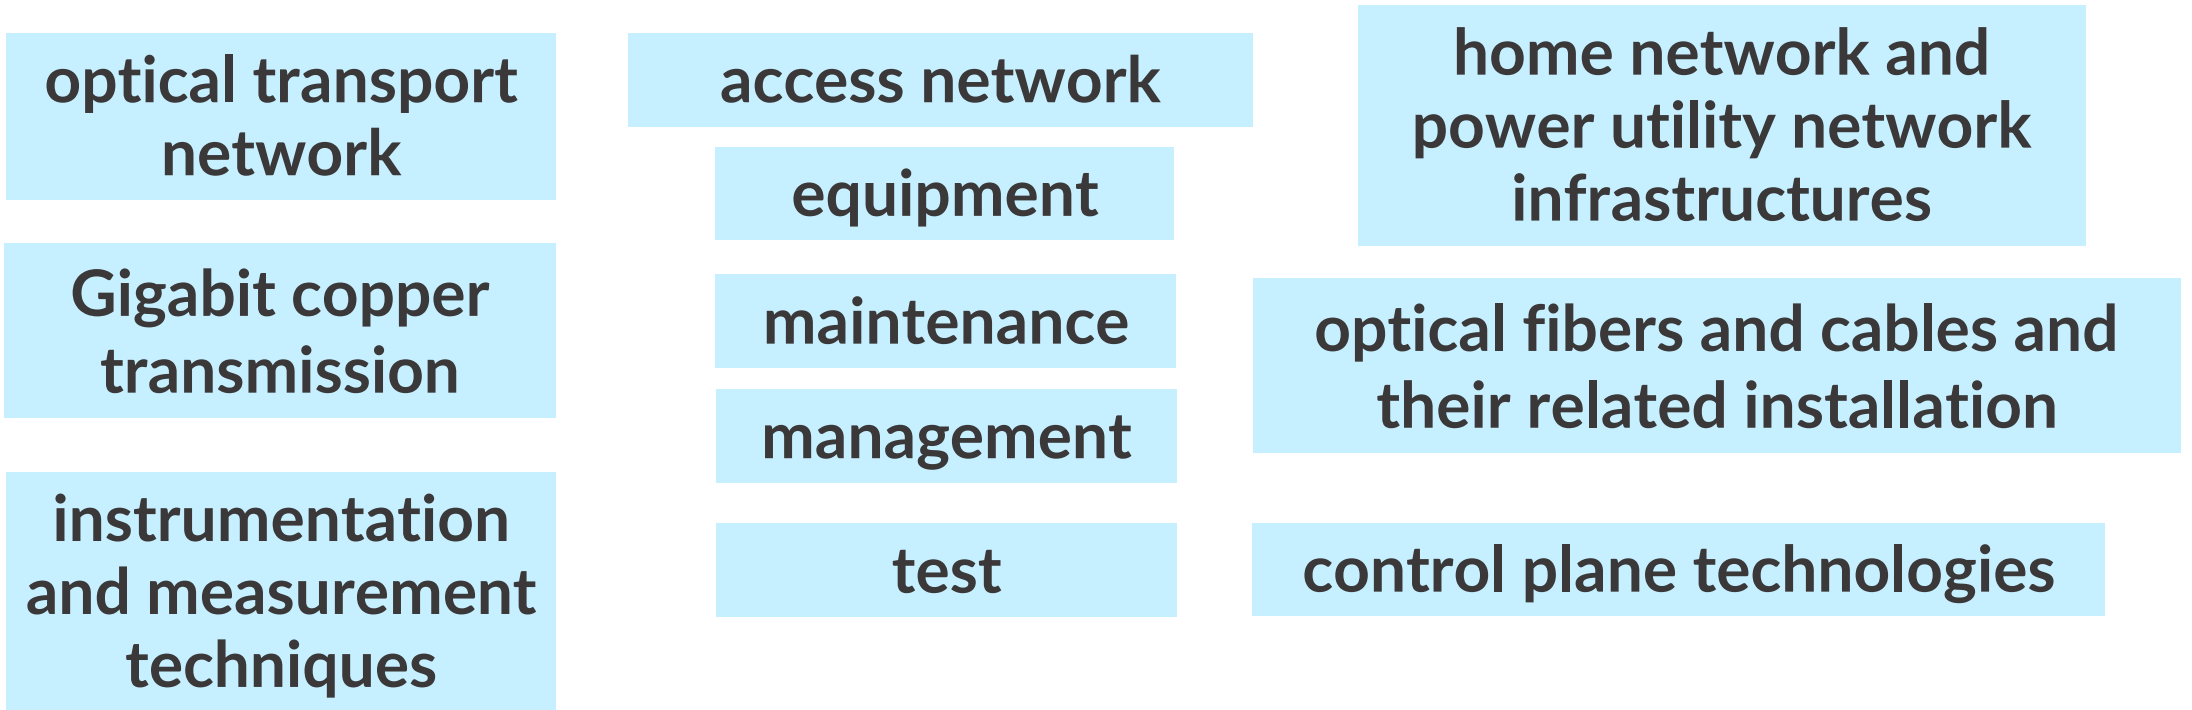 optical transport
network
Gigabit copper
transmission
instrumentation
and measurement
techniques
access network
equipment
maintenance
management
test
home network and
power utility network
infrastructures
optical fibers and cables and
their related installation
control plane technologies